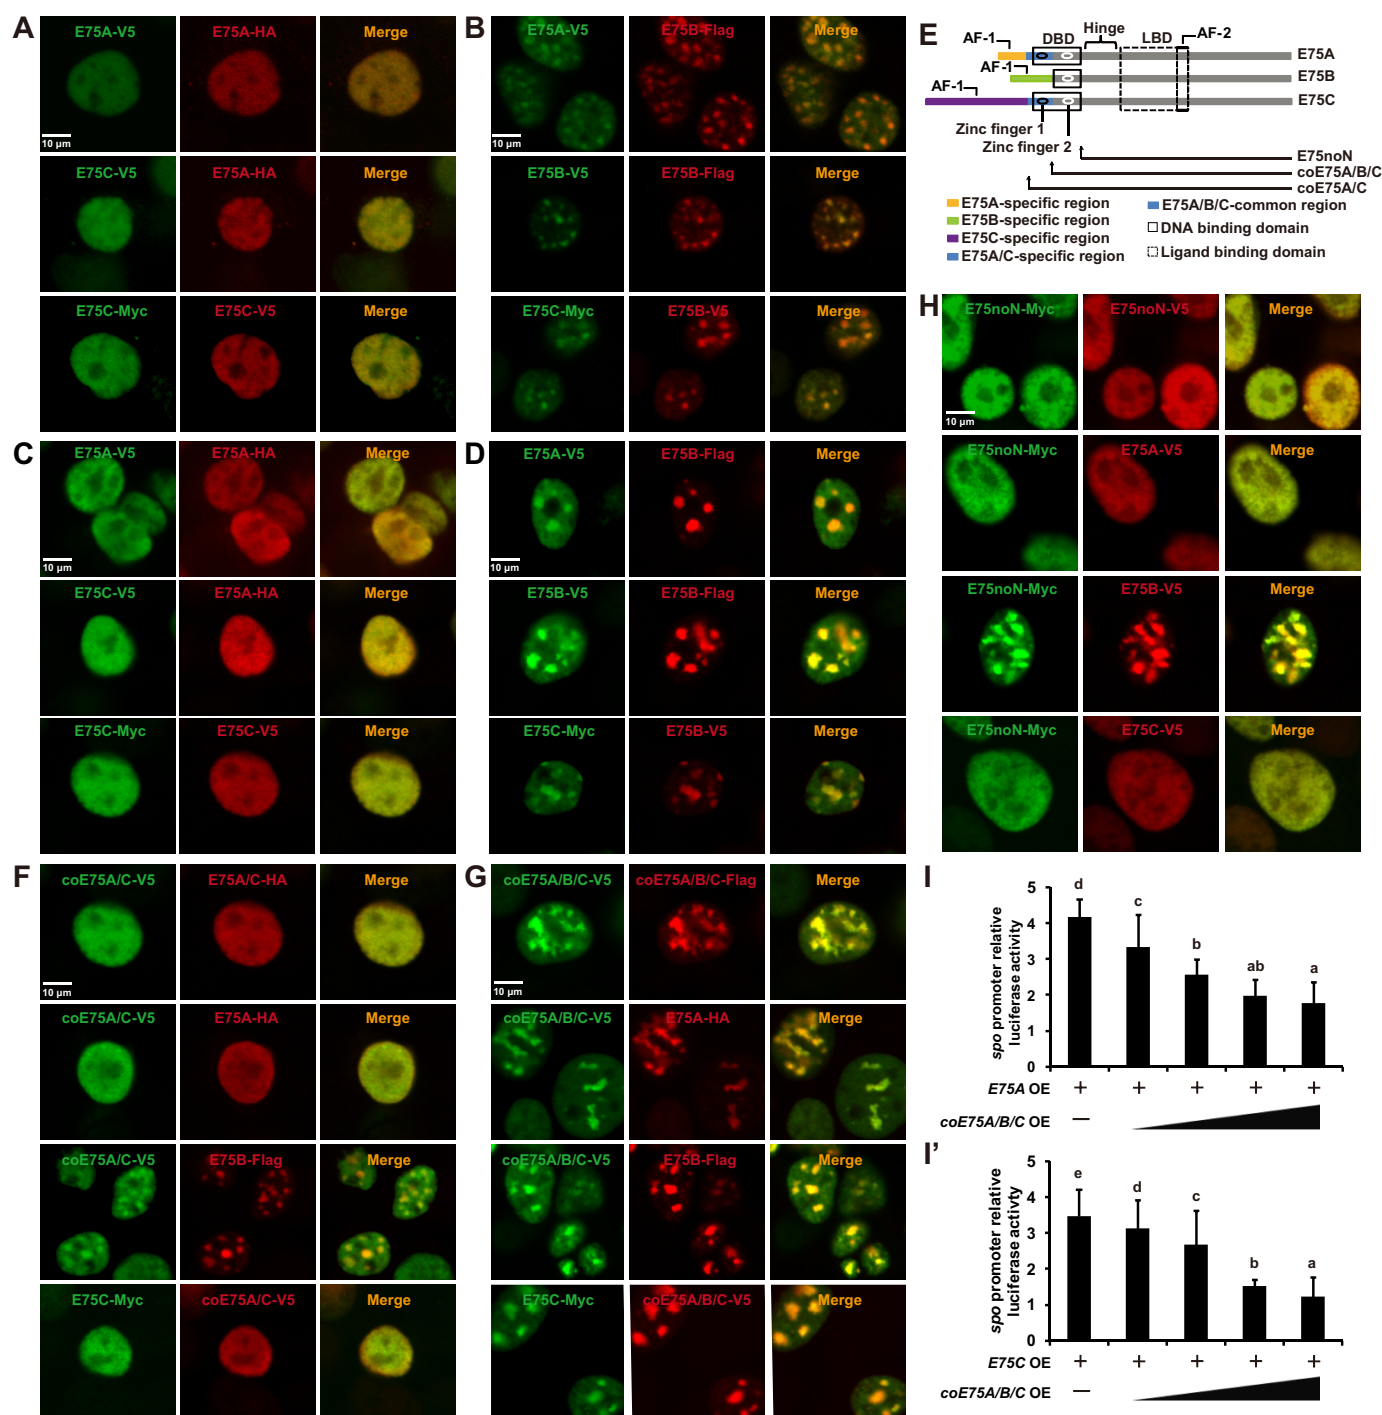 A
E75A-V5 E75A-HA Merge
10 µm
E75C-V5 E75A-HA Merge
E75C-Myc E75C-V5 Merge
B
E75A-V5 E75B-Flag Merge
10 µm
E75B-V5 E75B-Flag Merge
E75C-Myc E75B-V5 Merge
C
E75A-V5 E75A-HA Merge
10 µm
E75C-V5 E75A-HA Merge
E75C-Myc E75C-V5 Merge
D
E75A-V5 E75B-Flag Merge
10 µm
E75B-V5 E75B-Flag Merge
E75C-Myc E75B-V5 Merge
E
Hinge
AF-1 DBD LBD AF-2
E75A
AF-1 E75B
AF-1 E75C
Zinc finger 1
Zinc finger 2
E75noN
coE75A/B/C
coE75A/C
E75A-specific region
E75B-specific region
E75C-specific region
E75A/C-specific region
E75A/B/C-common region
DNA binding domain
Ligand binding domain
F
coE75A/C-V5 E75A/C-HA Merge
10 µm
coE75A/C-V5 E75A-HA Merge
coE75A/C-V5 E75B-Flag Merge
E75C-Myc coE75A/C-V5 Merge
G
coE75A/B/C-V5 coE75A/B/C-Flag Merge
10 µm
coE75A/B/C-V5 E75A-HA Merge
coE75A/B/C-V5 E75B-Flag Merge
E75C-Myc coE75A/B/C-V5 Merge
H
E75noN-Myc E75noN-V5 Merge
10 µm
E75noN-Myc E75A-V5 Merge
E75noN-Myc E75B-V5 Merge
E75noN-Myc E75C-V5 Merge
I
spo promoter relative
luciferase activity
5
4
3
2
1
0
d c b ab a
E75A OE + + + + +
coE75A/B/C OE —
I’
spo promoter relative
luciferase activty
5
4
3
2
1
0
e d c b a
E75C OE + + + + +
coE75A/B/C OE —